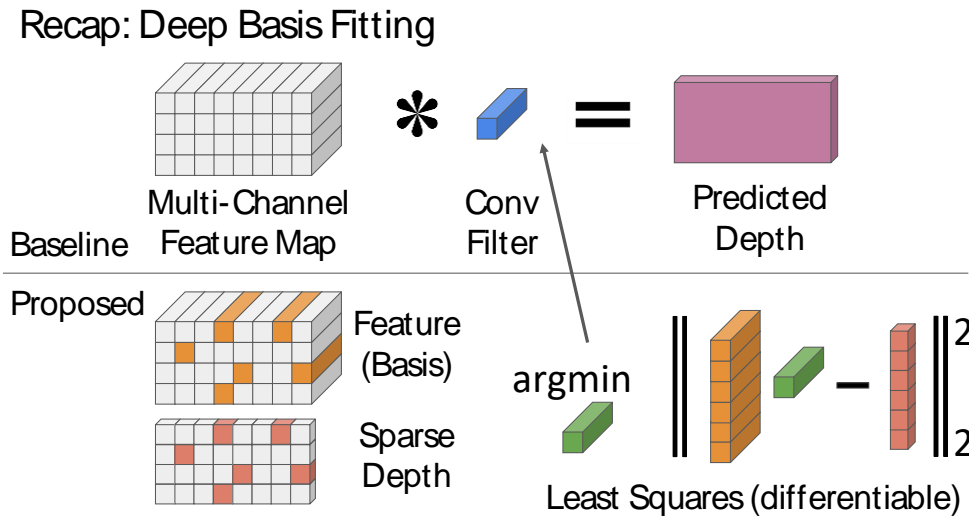 Recap: Deep Basis Fitting
* =
Multi-Channel
Feature Map
Conv
Filter
Predicted
Depth
Baseline
Proposed
Feature
(Basis)
Sparse
Depth
argmin
‖ − ‖ 2
2
Least Squares (differentiable)